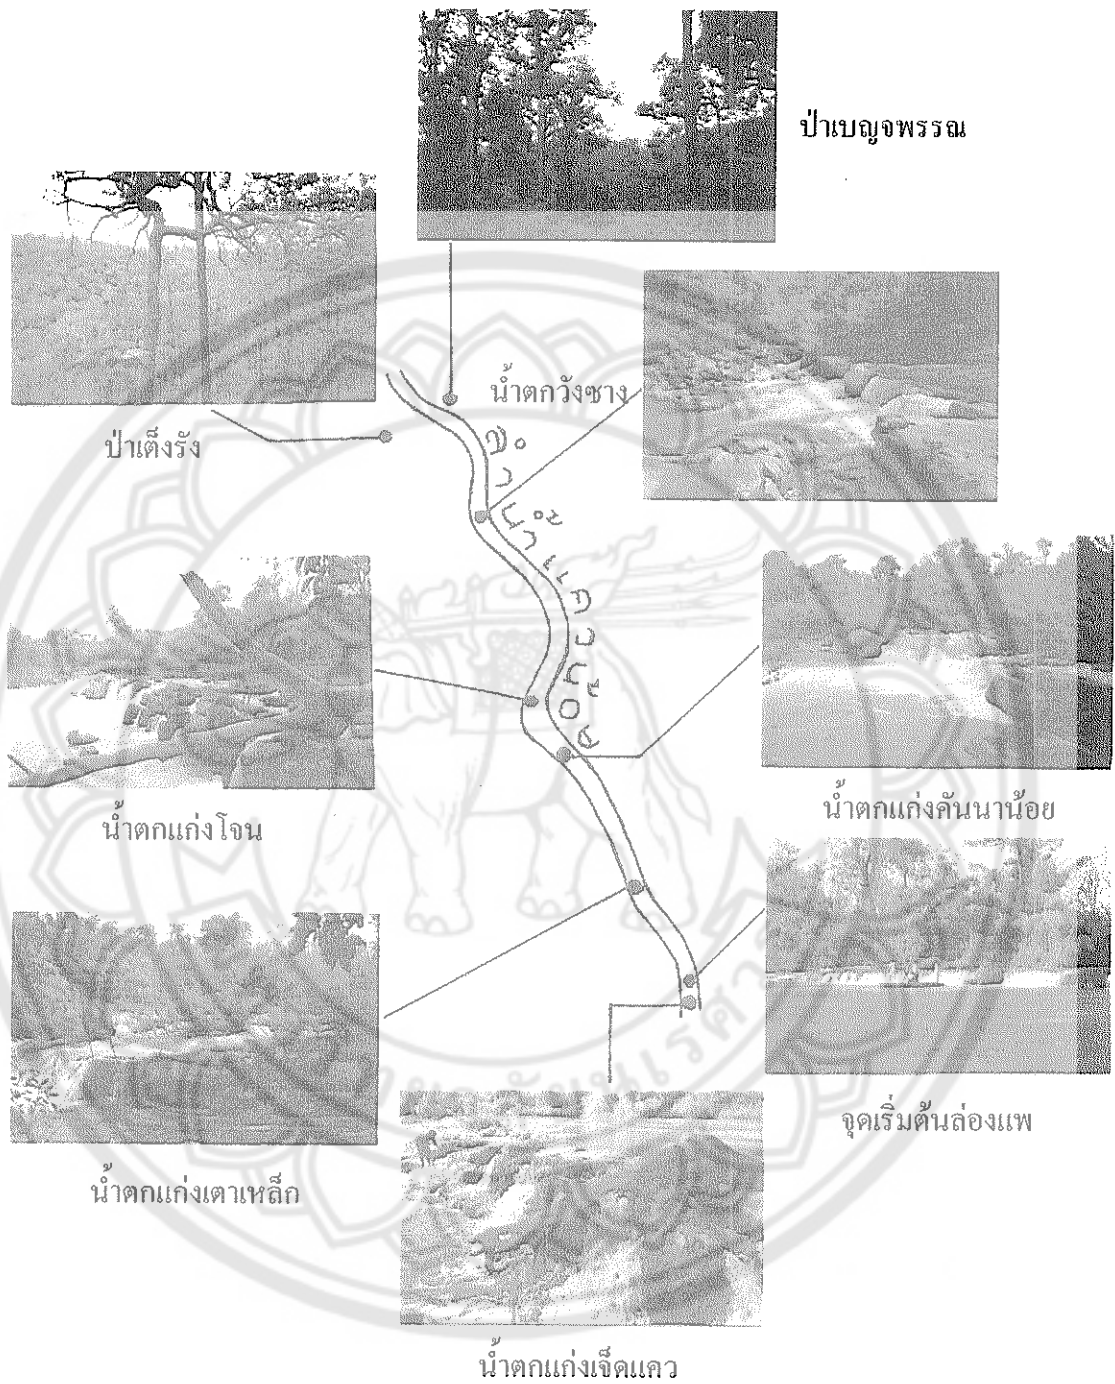 ป่าเบญจพรรณ
น้ำตกวังซาง
ป่าเต็งรัง
ลำน้ำแควน้อย
น้ำตกแก่งคันนาน้อย
น้ำตกแก่งโจน
จุดเริ่มต้นล่องแพ
น้ำตกแก่งเตาเหล็ก
น้ำตกแก่งเจ็ดแคว